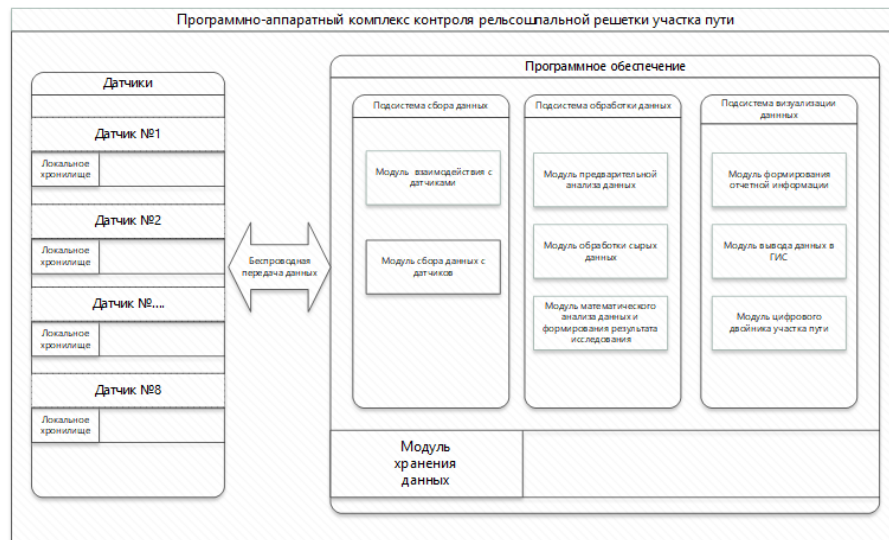 Программно-аппаратный комплекс контроля рельсошпальной решетки участка пути
Датчики
Датчик №1
Локальное
хронилище
Датчик №2
Локальное
хронилище
Датчик №....
Локальное
хронилище
Датчик №8
Локальное
хронилище
Беспроводная
передача данных
Программное обеспечение
Подсистема сбора данных
Модуль взаимодействия с
датчиками
Модуль сбора данных с
датчиков
Подсистема обработки данных
Модуль предварительной
анализа данных
Модуль обработки сырых
данных
Модуль математического
анализа данных и
формирования результата
исследования
Подсистема визуализации
даннных
Модуль формирования
отчетной информации
Модуль вывода данных в
ГИС
Модуль цифрового
двойника участка пути
Модуль
хранения
данных